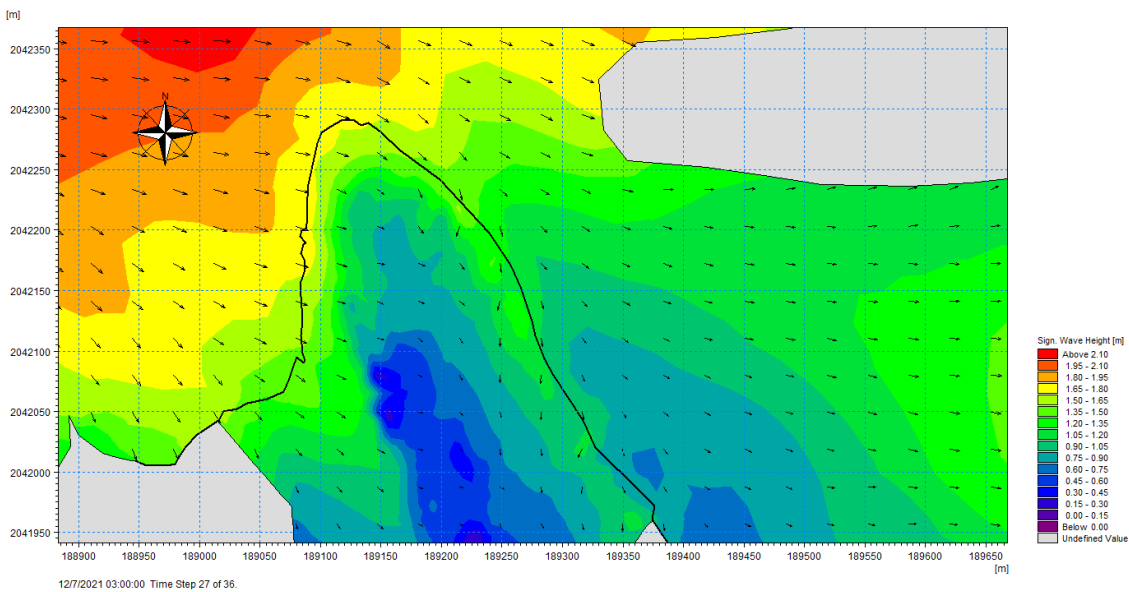 [m]
2042350
2042300
2042250
2042200
2042150
2042100
2042050
2042000
2041950
N
188900 188950 189000 189050 189100 189150 189200 189250 189300 189350 189400 189450 189500 189550 189600 189650
[m]
Sign. Wave Height [m]
Above 2.10
1.95 - 2.10
1.80 - 1.95
1.65 - 1.80
1.50 - 1.65
1.35 - 1.50
1.20 - 1.35
1.05 - 1.20
0.90 - 1.05
0.75 - 0.90
0.60 - 0.75
0.45 - 0.60
0.30 - 0.45
0.15 - 0.30
0.00 - 0.15
Below 0.00
Undefined Value
12/7/2021 03:00:00 Time Step 27 of 36.